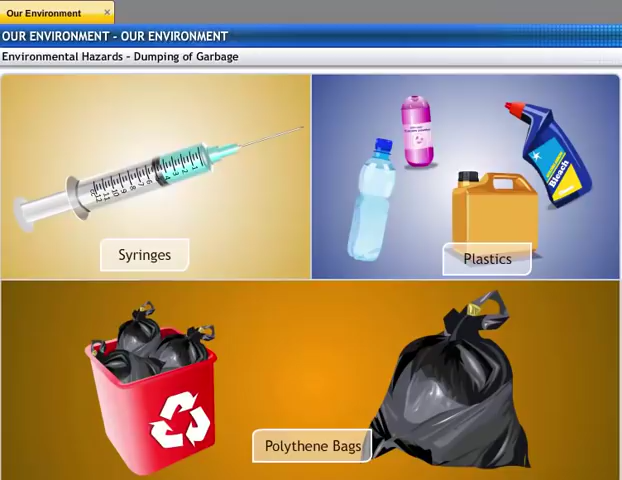 Our Environment
OUR ENVIRONMENT - OUR ENVIRONMENT
Environmental Hazards - Dumping of Garbage
Syringes
Bleach
Plastics
Polythene Bags